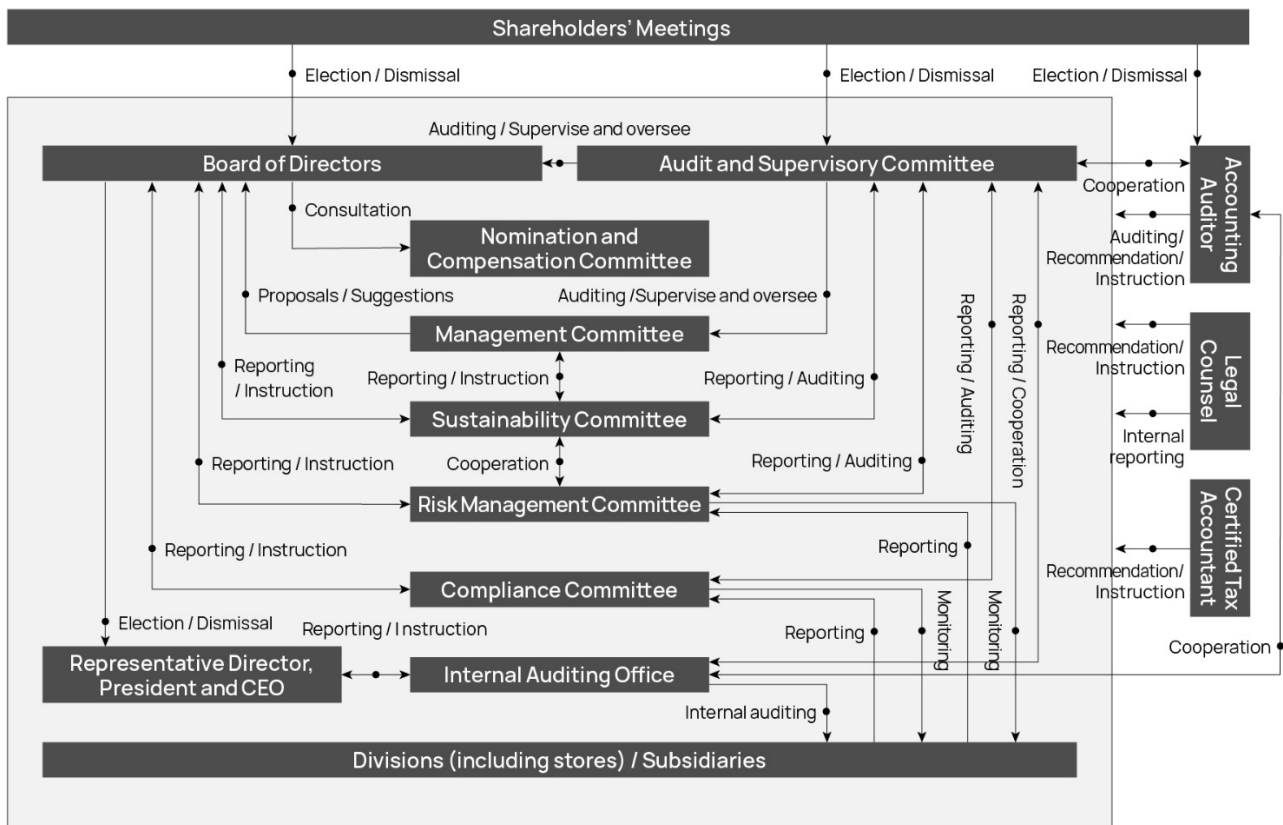 Shareholders' Meetings
Election / Dismissal
Election / Dismissal
Election / Dismissal
Auditing / Supervise and oversee
Board of Directors
Audit and Supervisory Committee
Accounting
Auditor
Cooperation
Consultation
Nomination and
Compensation Committee
Auditing/
Recommendation/
Instruction
Proposals / Suggestions
Auditing /Supervise and oversee
Management Committee
Reporting
/ Instruction
Reporting / Instruction
Reporting / Auditing
Reporting / Auditing
Reporting / Cooperation
Recommendation/
Instruction
Legal
Counsel
Sustainability Committee
Internal
reporting
Reporting / Instruction
Cooperation
Reporting / Auditing
Risk Management Committee
Certified Tax
Accountant
Reporting / Instruction
Reporting
Recommendation/
Instruction
Compliance Committee
Monitoring
Monitoring
Election / Dismissal
Reporting / I nstruction
Reporting
Representative Director,
President and CEO
Internal Auditing Office
Cooperation
Internal auditing
Divisions (including stores) / Subsidiaries